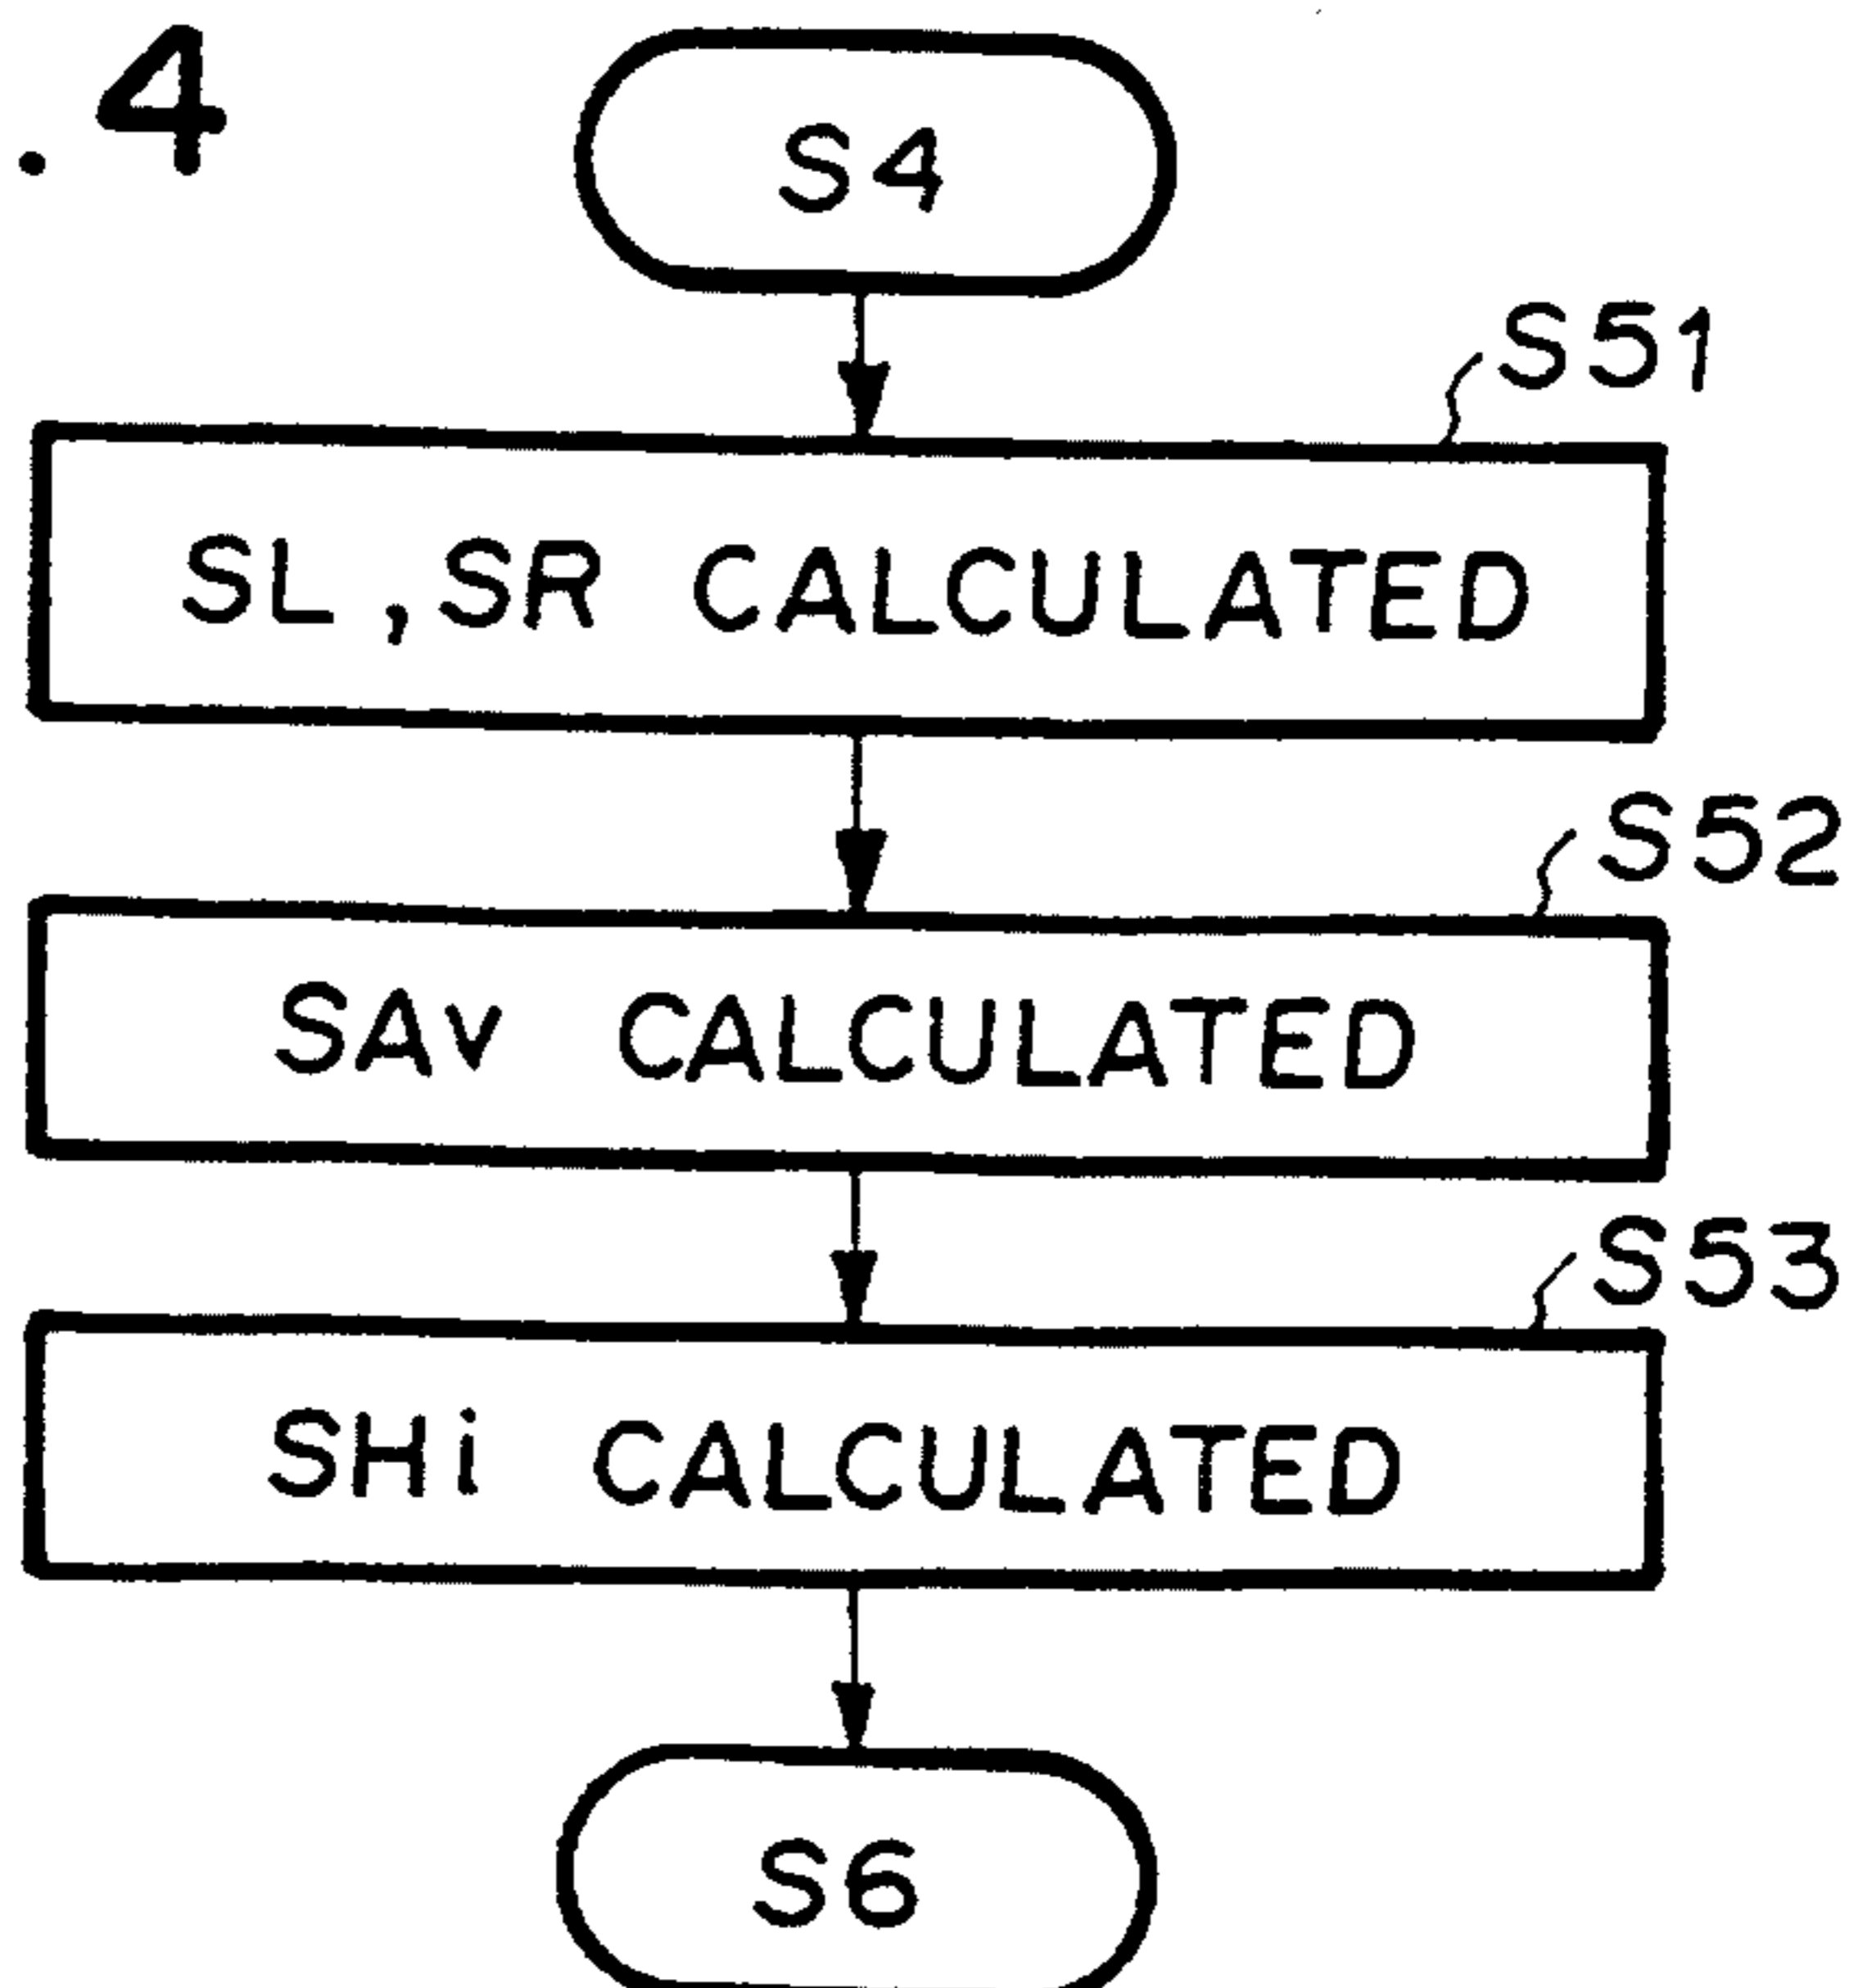 .4
S4
S51
SL, SR CALCULATED
S52
SAv CALCULATED
S53
SHi CALCULATED
S6